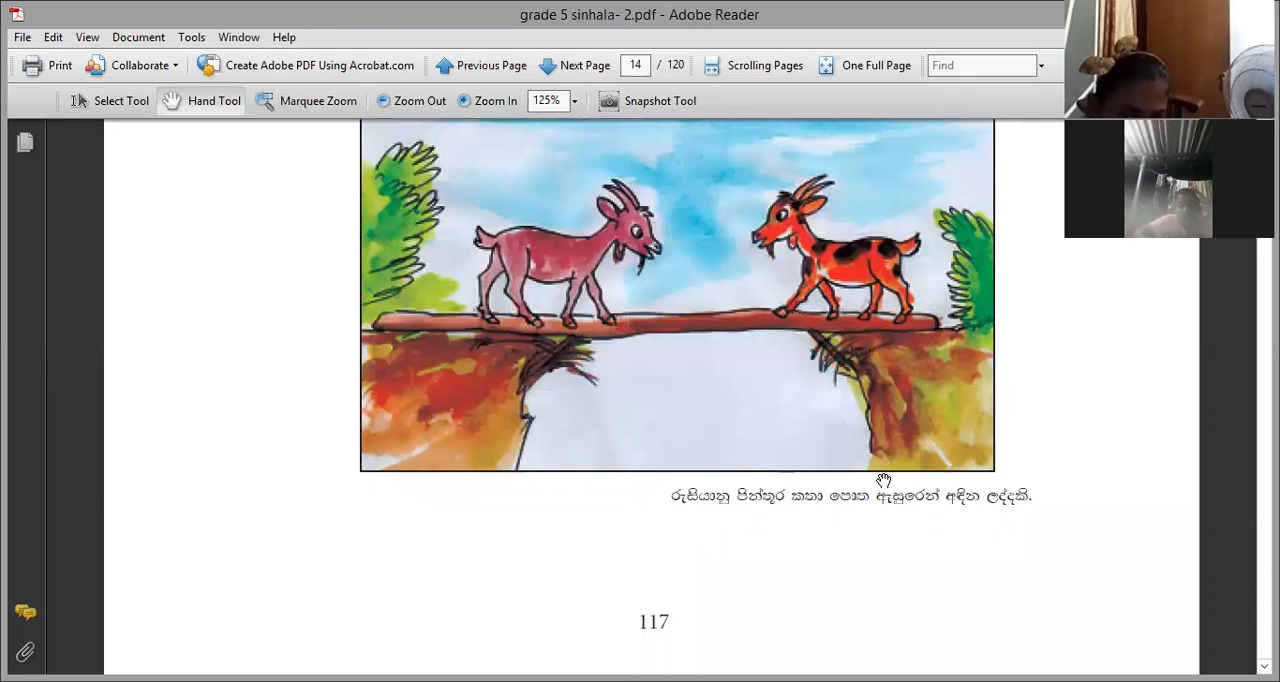 grade 5 sinhala- 2.pdf - Adobe Reader
File Edit View Document Tools Window Help
Print Collaborate Create Adobe PDF Using Acrobat.com Previous Page Next Page 14 / 120 Scrolling Pages One Full Page Find
Select Tool Hand Tool Marquee Zoom Zoom Out Zoom In 125% Snapshot Tool
රුසියානු පින්තූර කතා පොත ඇසුරෙන් අඳින ලද්දකි.
117